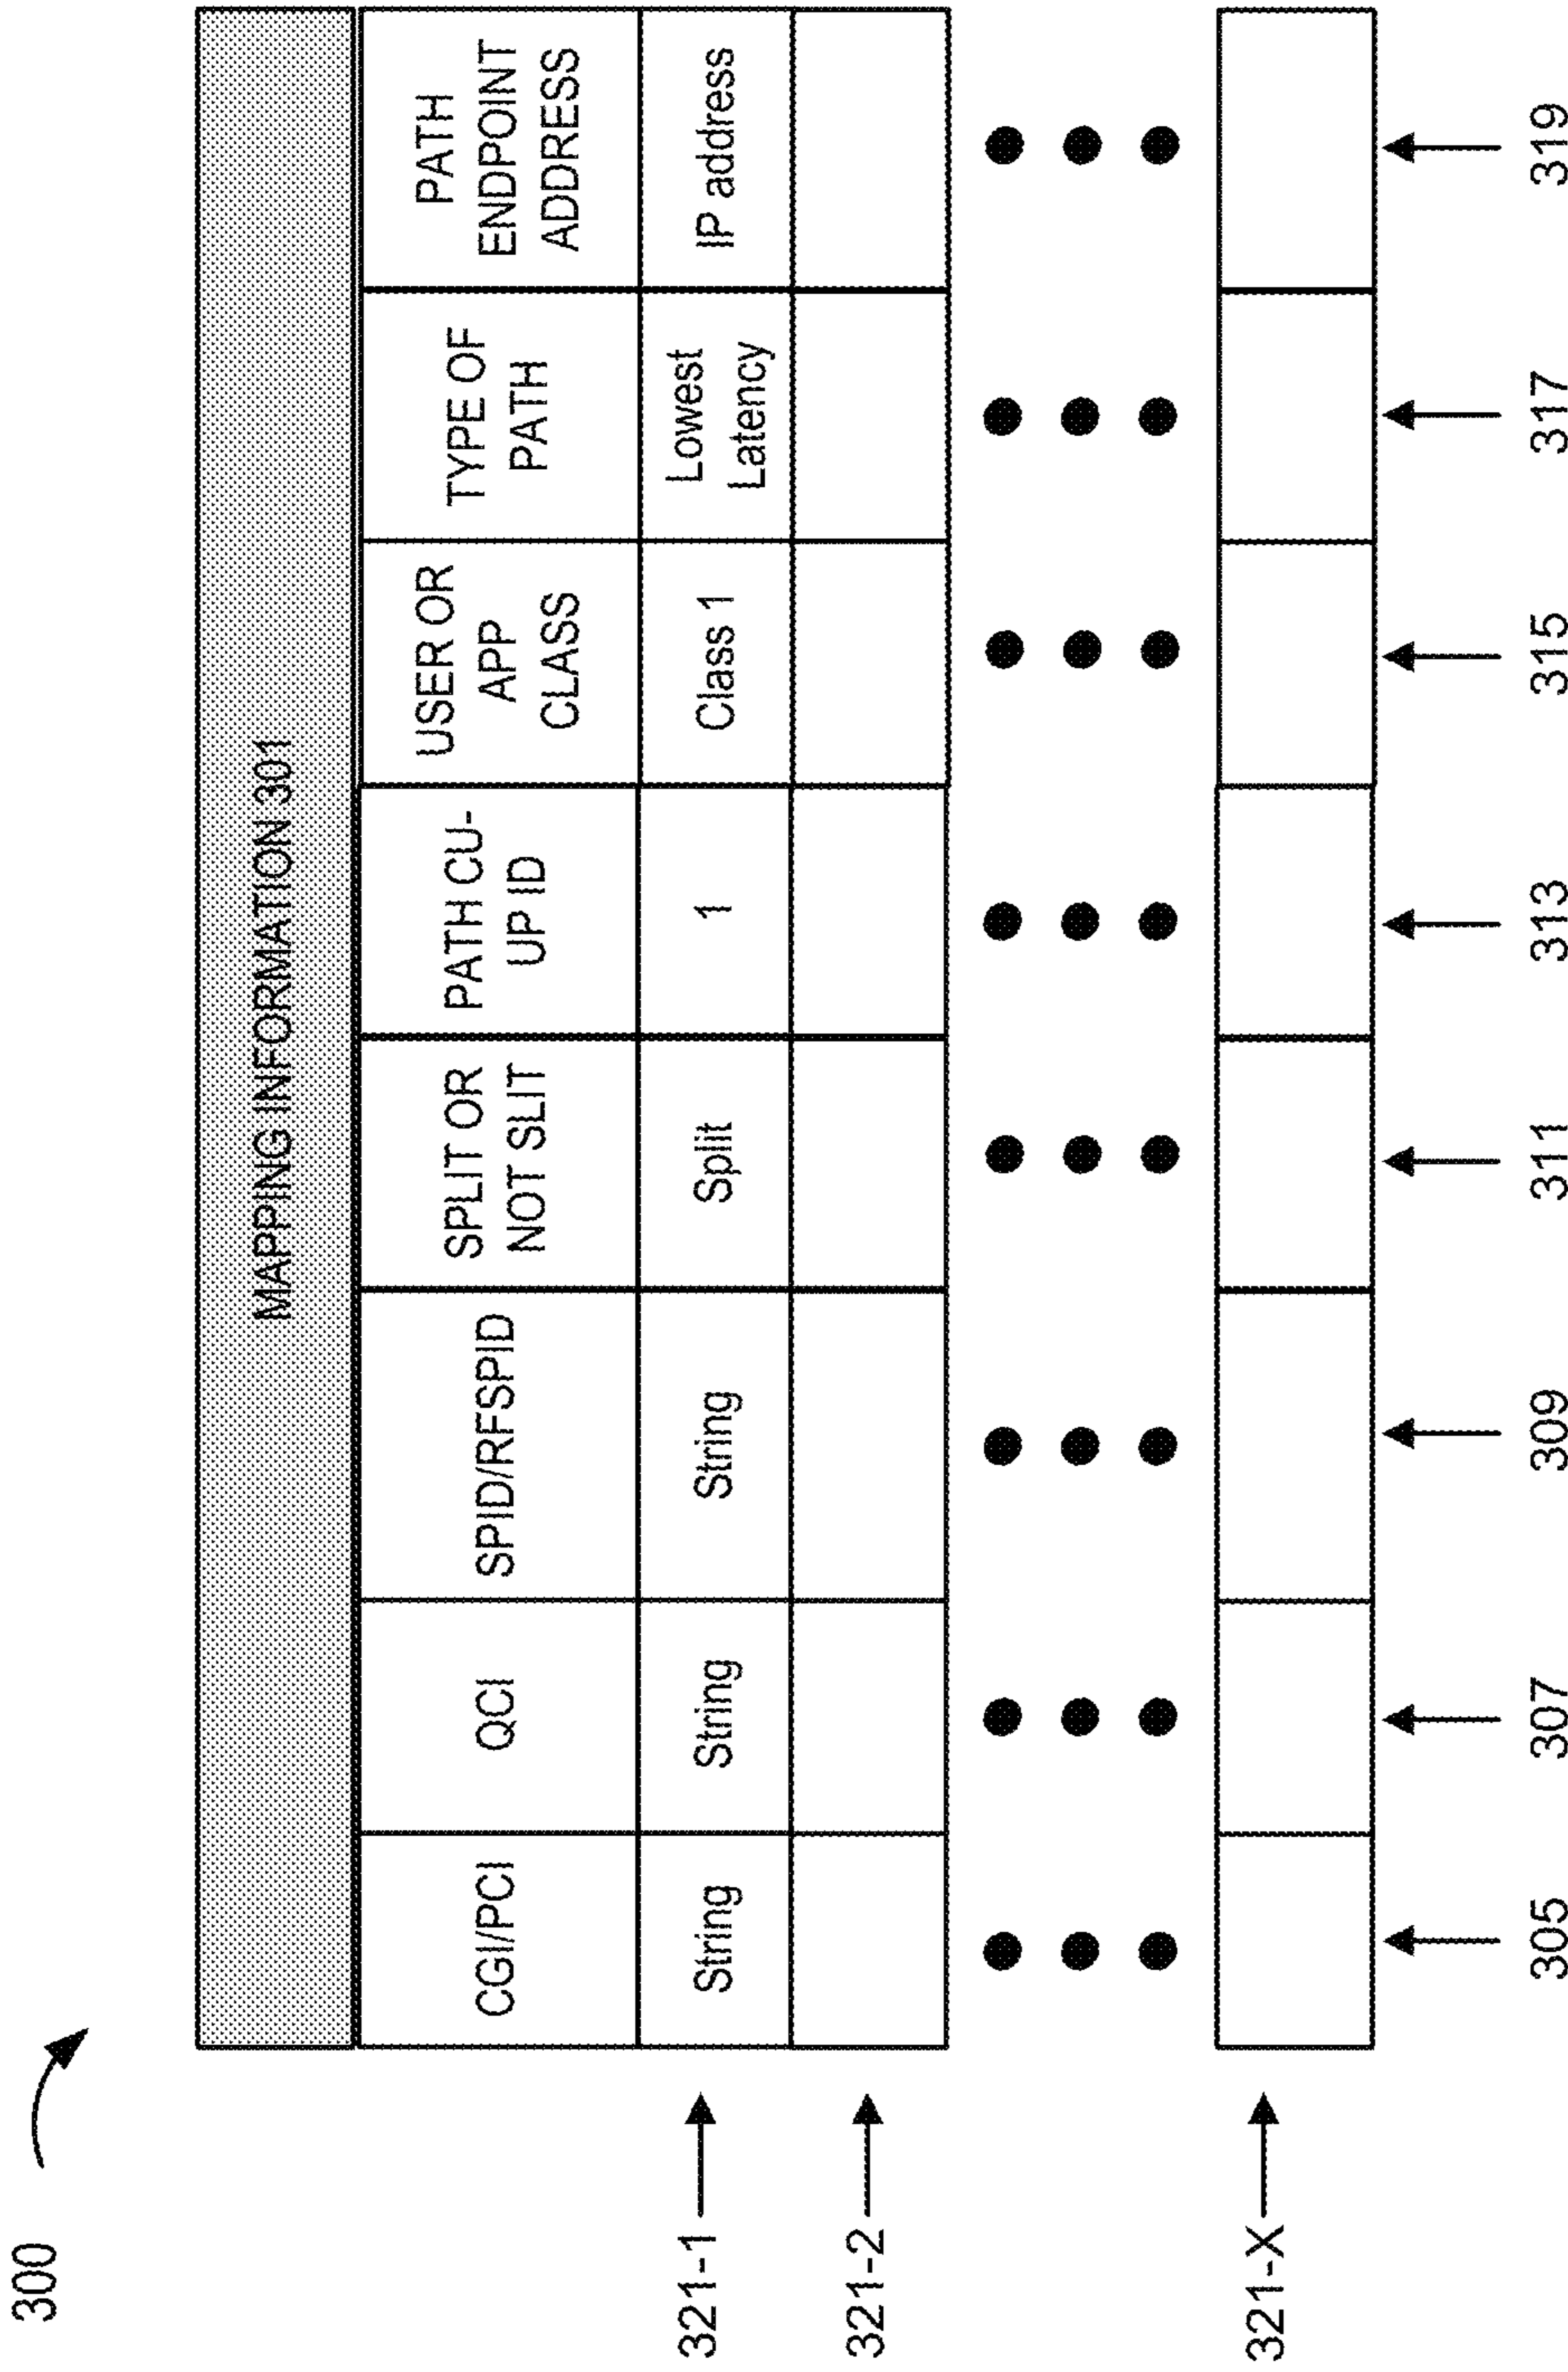 300
MAPPING INFORMATION 301
CGI/PCI
QCI
SPID/RFSPID
SPLIT OR
NOT SLIT
PATH CU-
UP ID
USER OR
APP
CLASS
TYPE OF
PATH
PATH
ENDPOINT
ADDRESS
321-1
String
String
String
Split
1
Class 1
Lowest
Latency
IP address
321-2
321-X
305
307
309
311
313
315
317
319